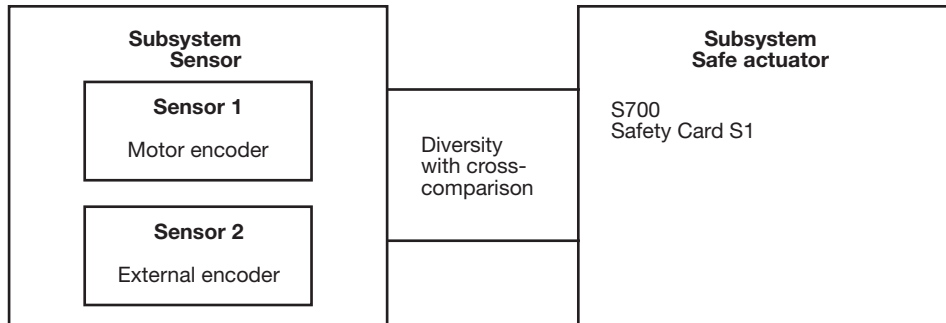 Subsystem
Sensor
Sensor 1
Motor encoder
Sensor 2
External encoder
Diversity
with cross-
comparison
Subsystem
Safe actuator
S700
Safety Card S1